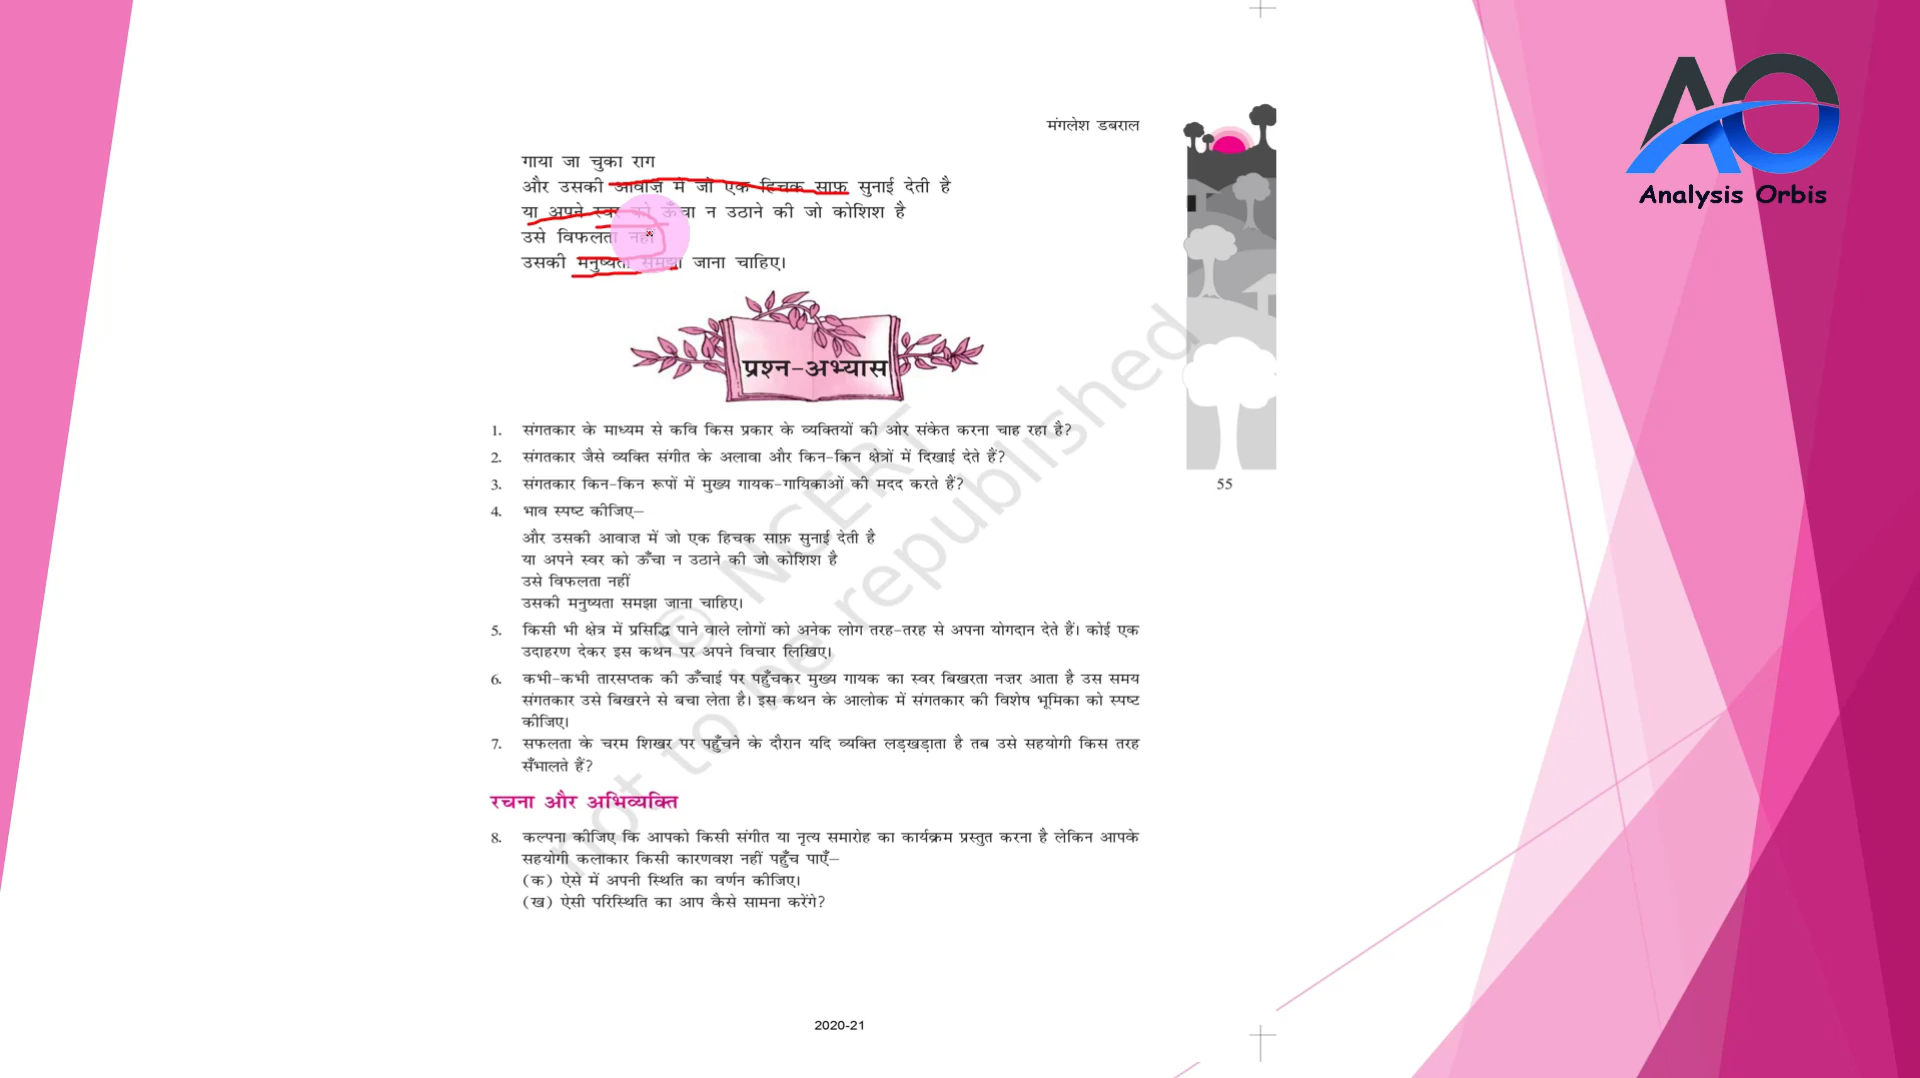 मंगलेश डबराल
गाया जा चुका राग
और उसकी आवाज़ में जो एक हिचक साफ़ सुनाई देती है
या अपने स्वर को ऊँचा न उठाने की जो कोशिश है
उसे विफलता नहीं
उसकी मनुष्यता समझा जाना चाहिए।
प्रश्न-अभ्यास
1. संगतकार के माध्यम से कवि किस प्रकार के व्यक्तियों की ओर संकेत करना चाह रहा है?
2. संगतकार जैसे व्यक्ति संगीत के अलावा और किन-किन क्षेत्रों में दिखाई देते हैं?
3. संगतकार किन-किन रूपों में मुख्य गायक-गायिकाओं की मदद करते हैं?
4. भाव स्पष्ट कीजिए–
और उसकी आवाज़ में जो एक हिचक साफ़ सुनाई देती है
या अपने स्वर को ऊँचा न उठाने की जो कोशिश है
उसे विफलता नहीं
उसकी मनुष्यता समझा जाना चाहिए।
5. किसी भी क्षेत्र में प्रसिद्धि पाने वाले लोगों को अनेक लोग तरह-तरह से अपना योगदान देते हैं। कोई एक
उदाहरण देकर इस कथन पर अपने विचार लिखिए।
6. कभी-कभी तारसप्तक की ऊँचाई पर पहुँचकर मुख्य गायक का स्वर बिखरता नज़र आता है उस समय
संगतकार उसे बिखरने से बचा लेता है। इस कथन के आलोक में संगतकार की विशेष भूमिका को स्पष्ट
कीजिए।
7. सफलता के चरम शिखर पर पहुँचने के दौरान यदि व्यक्ति लड़खड़ाता है तब उसे सहयोगी किस तरह
सँभालते हैं?
रचना और अभिव्यक्ति
8. कल्पना कीजिए कि आपको किसी संगीत या नृत्य समारोह का कार्यक्रम प्रस्तुत करना है लेकिन आपके
सहयोगी कलाकार किसी कारणवश नहीं पहुँच पाएँ–
(क) ऐसे में अपनी स्थिति का वर्णन कीजिए।
(ख) ऐसी परिस्थिति का आप कैसे सामना करेंगे?
55
2020-21
© NCERT
not to be republished
AO
Analysis Orbis